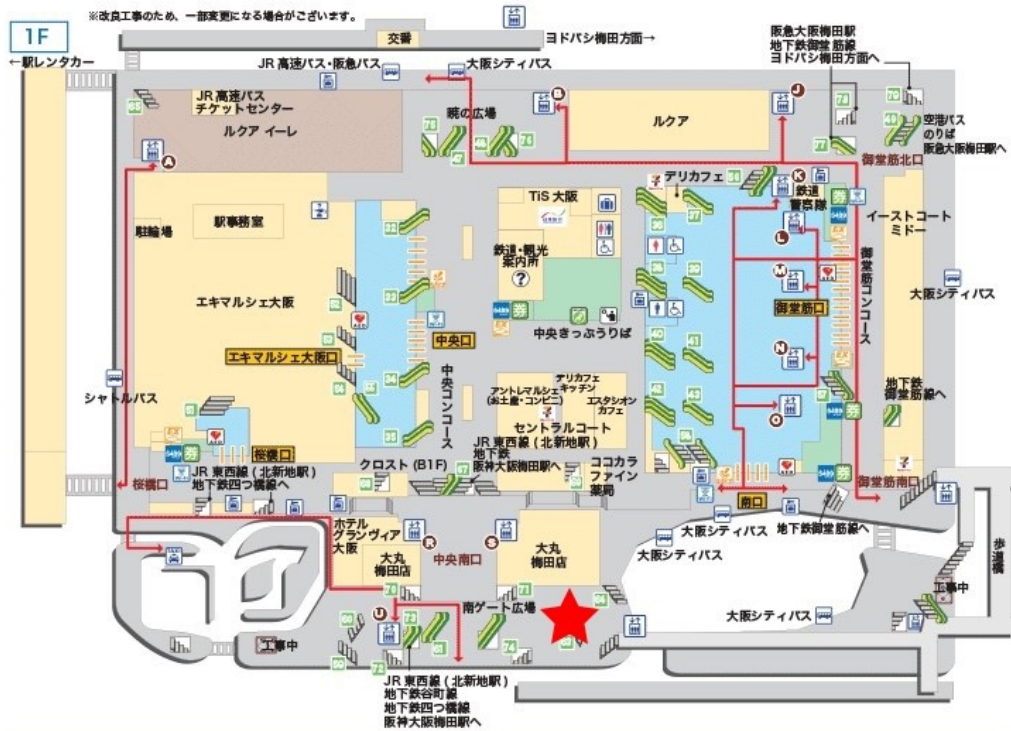 ※改良工事のため、一部変更になる場合がございます。
1F
←駅レンタカー
交番
ヨドバシ梅田方面→
阪急大阪梅田駅
地下鉄御堂筋線
ヨドバシ梅田方面へ
JR高速バス・阪急バス
大阪シティバス
JR高速バス
チケットセンター
ルクア イーレ
暁の広場
ルクア
空港バス
のりば
阪急大阪梅田駅へ
御堂筋北口
A
B
J
K
L
M
N
O
R
S
U
デリカフェ
鉄道
警察隊
TiS 大阪
駅事務室
駐輪場
イーストコート
ミドー
鉄道・観光
案内所
エキマルシェ大阪
大阪シティバス
御堂筋コンコース
御堂筋口
中央きっぷうりば
中央口
エキマルシェ大阪口
中央コンコース
デリカフェ
キッチン
アントレマルシェ
(お土産・コンビニ)
エスタシオン
カフェ
地下鉄
御堂筋線へ
シャトルバス
セントラルコート
JR東西線(北新地駅)
地下鉄
阪神大阪梅田駅へ
桜橋口
桜橋口
JR東西線(北新地駅)
地下鉄四つ橋線へ
クロスト(B1F)
ココカラ
ファイン
薬局
御堂筋南口
南口
地下鉄御堂筋線へ
大阪シティバス
大阪シティバス
ホテル
グランヴィア
大阪
大丸
梅田店
中央南口
大丸
梅田店
歩道橋
工事中
南ゲート広場
大阪シティバス
工事中
JR東西線(北新地駅)
地下鉄谷町線
地下鉄四つ橋線
阪神大阪梅田駅へ